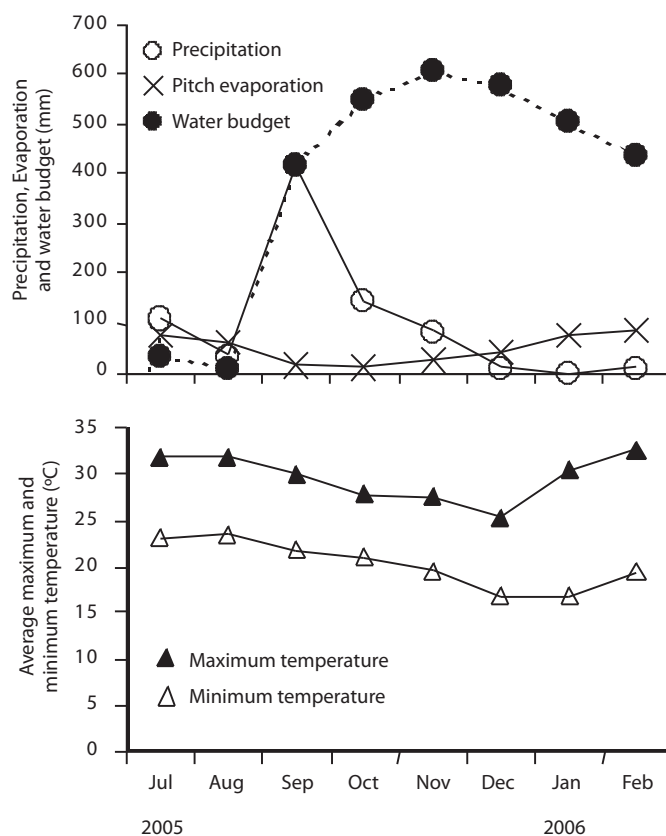 Precipitation, Evaporation
and water budget (mm)
700
600
500
400
300
200
100
0
Precipitation
Pitch evaporation
Water budget
Average maximum and
minimum temperature (ºC)
35
30
25
20
15
10
5
0
Maximum temperature
Minimum temperature
Jul Aug Sep Oct Nov Dec Jan Feb
2005 2006